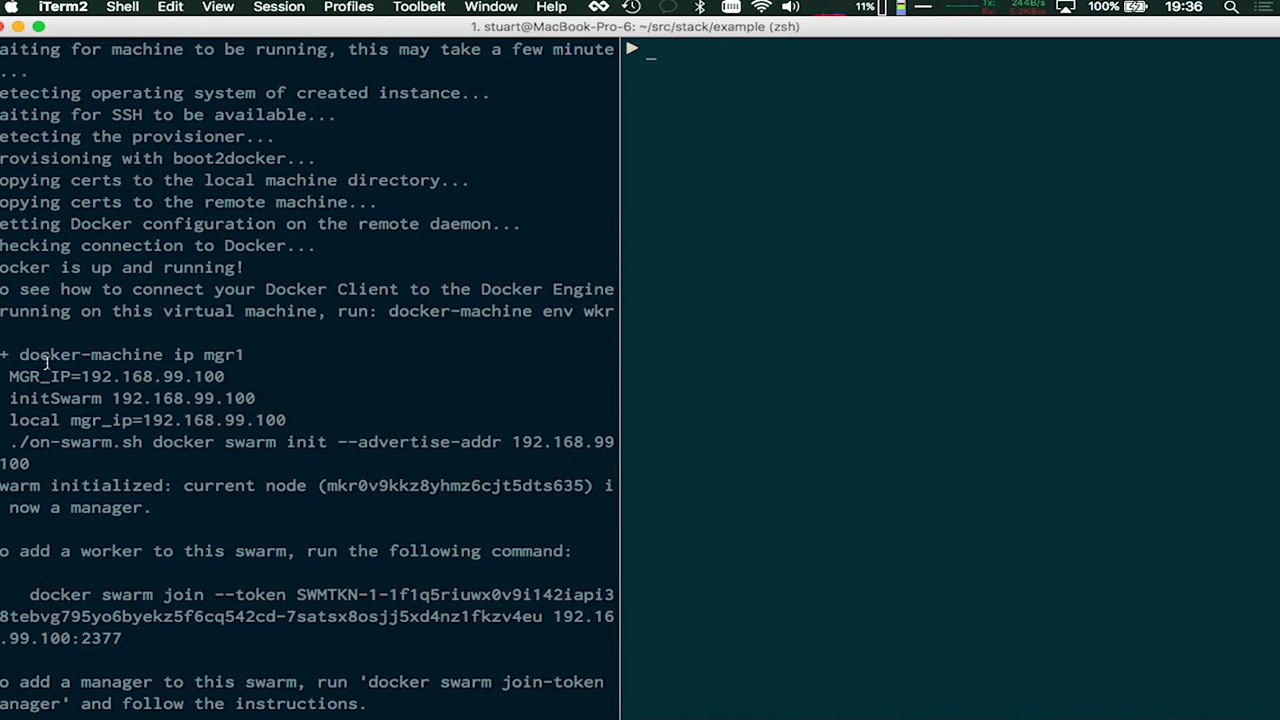 iTerm2 Shell Edit View Session Profiles Toolbelt Window Help 11% Tx: 244B/s Rx: 5.2KB/s 100% 19:36
1. stuart@MacBook-Pro-6: ~/src/stack/example (zsh)
aiting for machine to be running, this may take a few minute
...
etecting operating system of created instance...
aiting for SSH to be available...
etecting the provisioner...
rovisioning with boot2docker...
opying certs to the local machine directory...
opying certs to the remote machine...
etting Docker configuration on the remote daemon...
hecking connection to Docker...
ocker is up and running!
o see how to connect your Docker Client to the Docker Engine
running on this virtual machine, run: docker-machine env wkr
+ docker-machine ip mgr1
MGR_IP=192.168.99.100
initSwarm 192.168.99.100
local mgr_ip=192.168.99.100
./on-swarm.sh docker swarm init --advertise-addr 192.168.99
100
warm initialized: current node (mkr0v9kkz8yhmz6cjt5dts635) i
now a manager.
o add a worker to this swarm, run the following command:
docker swarm join --token SWMTKN-1-1f1q5riuwx0v9i142iapi3
8tebvg795yo6byekz5f6cq542cd-7satsx8osjj5xd4nz1fkzv4eu 192.16
.99.100:2377
o add a manager to this swarm, run 'docker swarm join-token
anager' and follow the instructions.